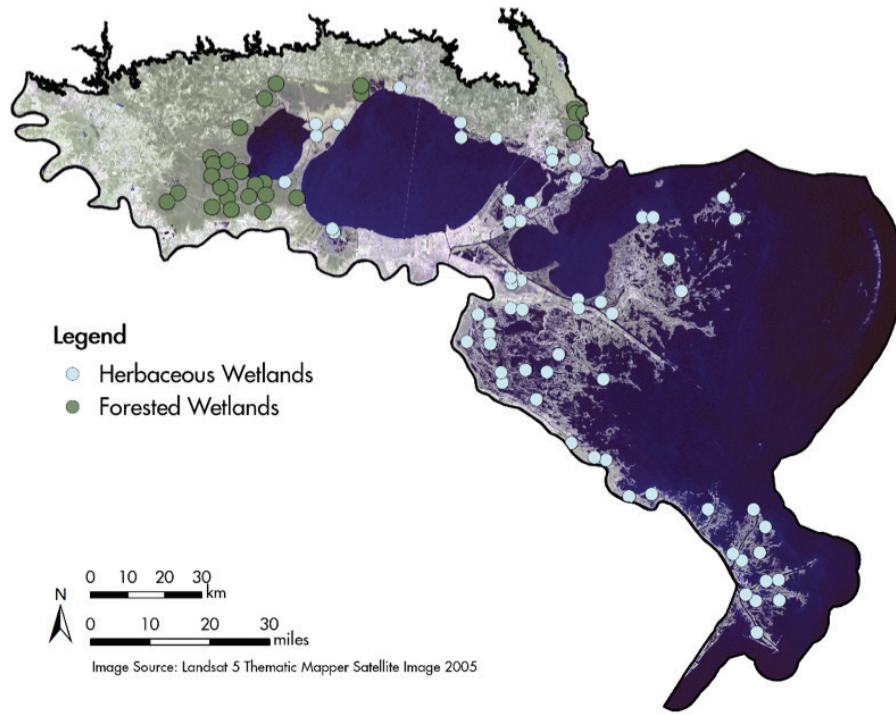 Legend
Herbaceous Wetlands
Forested Wetlands
N
0 10 20 30 km
0 10 20 30 miles
Image Source: Landsat 5 Thematic Mapper Satellite Image 2005